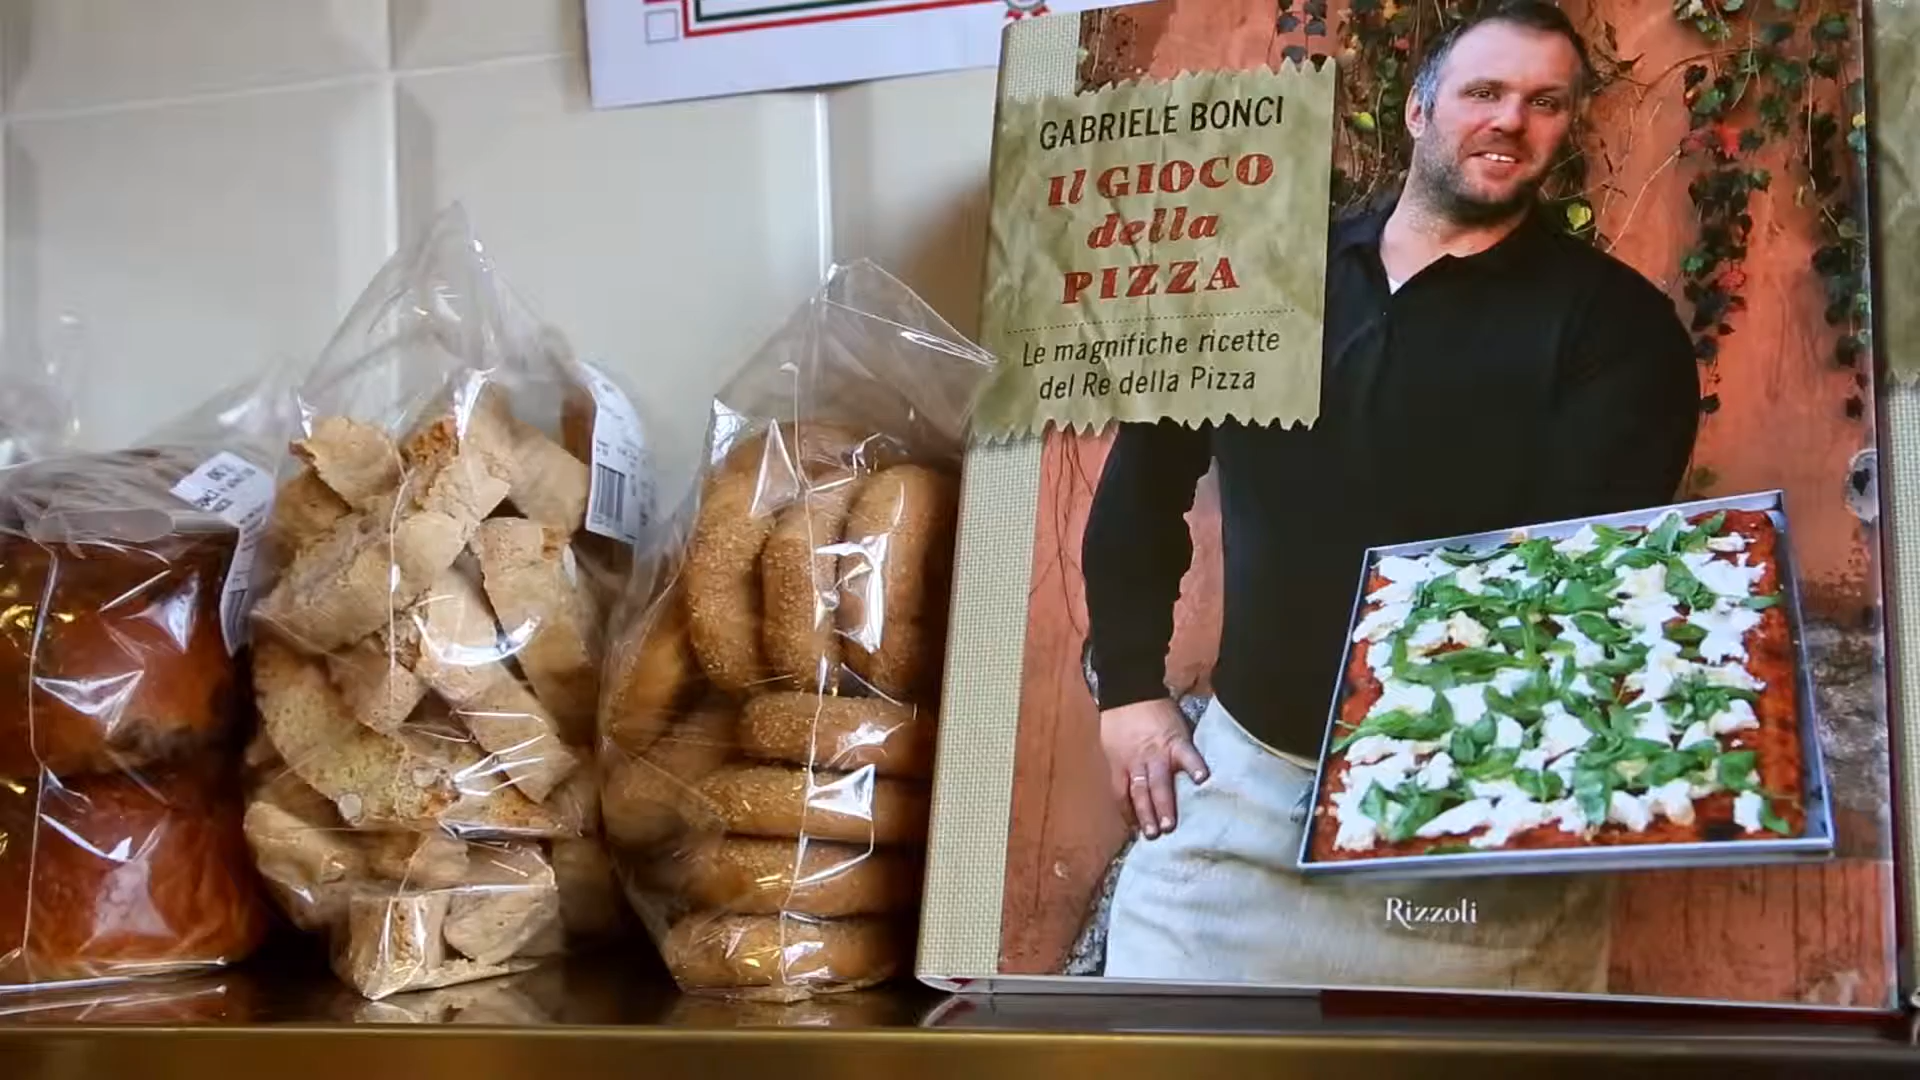 GABRIELE BONCI
Il GIOCO
della
PIZZA
Le magnifiche ricette
del Re della Pizza
Rizzoli